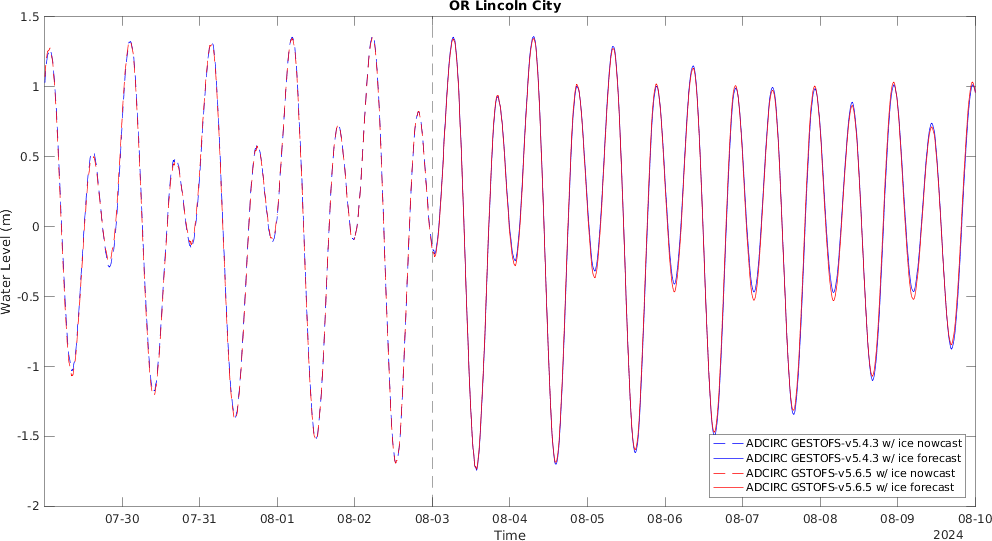 OR Lincoln City
1.5
1
0.5
0
-0.5
-1
-1.5
-2
Water Level (m)
07-30 07-31 08-01 08-02 08-03 08-04 08-05 08-06 08-07 08-08 08-09 08-10
Time
2024
ADCIRC GESTOFS-v5.4.3 w/ ice nowcast
ADCIRC GESTOFS-v5.4.3 w/ ice forecast
ADCIRC GSTOFS-v5.6.5 w/ ice nowcast
ADCIRC GSTOFS-v5.6.5 w/ ice forecast